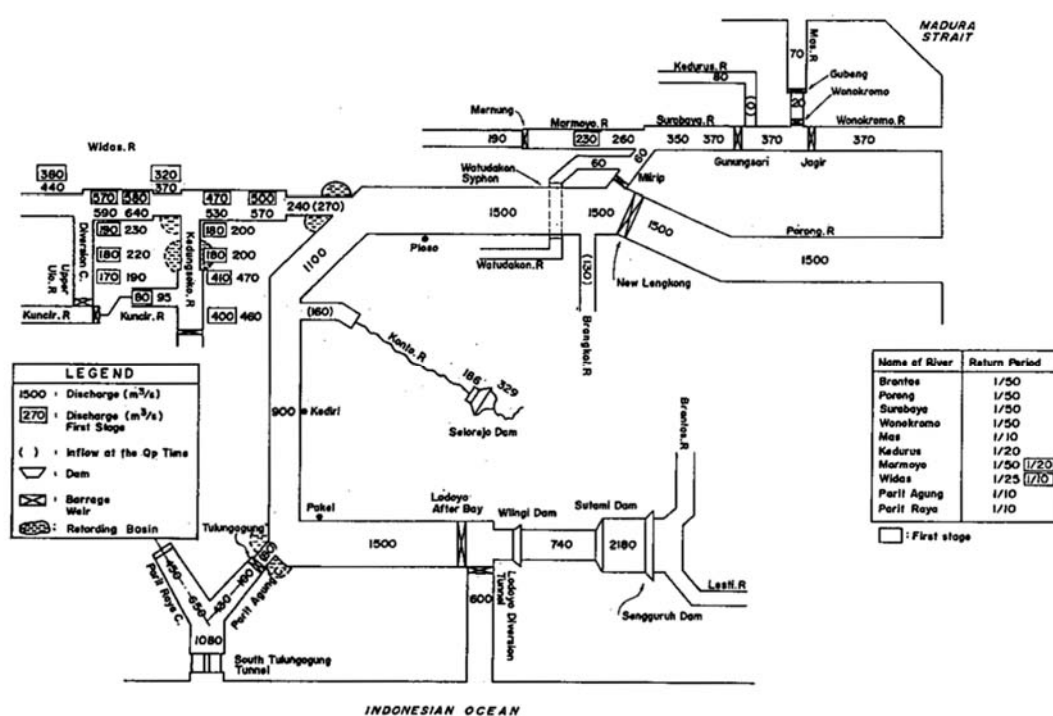 MADURA
STRAIT
Mas.R
70
Kedurus.R
80
Gubeng
(0)
20
Wonokromo
Mernung
Marmoyo.R
Surabaya.R
Wonokromo.R
190
230
260
350
370
370
370
Gunungsari
Jagir
60
60
Watudakon
Syphon
Mlirip
Widas.R
380
320
440
370
570
580
470
500
590
640
530
570
240 (270)
190
230
180
200
180
220
180
200
170
190
410
470
80
95
400
460
Diversion C.
Upper
Ulo.R
Kedungsoko.R
Kuncir.R
Kuncir.R
1500
1500
1500
Porong.R
1500
Ploso
Watudakon.R
(130)
New Lengkong
Brangkal.R
1100
(160)
Konto.R
186
329
Selorejo Dam
900
Kediri
LEGEND
1500 : Discharge (m³/s)
270 : Discharge (m³/s)
First Stage
( ) : Inflow at the Qp Time
: Dam
: Barrage
Weir
: Retarding Basin
Name of River Return Period
Brantas 1/50
Porong 1/50
Surabaya 1/50
Wonokromo 1/50
Mas 1/10
Kedurus 1/20
Marmoyo 1/50 1/20
Widas 1/25 1/10
Parit Agung 1/10
Parit Raya 1/10
: First stage
Brantas.R
Pakel
Lodoyo
After Bay
Wlingi Dam
Sutami Dam
1500
740
2180
Tulungagung
Lesti.R
Sengguruh Dam
600
Lodoyo Diversion
Tunnel
450
650
430
190
Parit Raya C.
Parit Agung
1080
South Tulungagung
Tunnel
INDONESIAN OCEAN